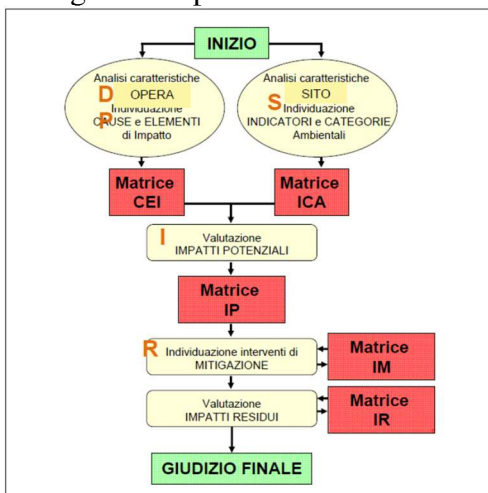 INIZIO
Analisi caratteristiche
D OPERA
Individuazione
P CAUSE e ELEMENTI
di Impatto
Analisi caratteristiche
S SITO
Individuazione
INDICATORI e CATEGORIE
Ambientali
Matrice
CEI
Matrice
ICA
I Valutazione
IMPATTI POTENZIALI
Matrice
IP
R Individuazione interventi di
MITIGAZIONE
Matrice
IM
Valutazione
IMPATTI RESIDUI
Matrice
IR
GIUDIZIO FINALE